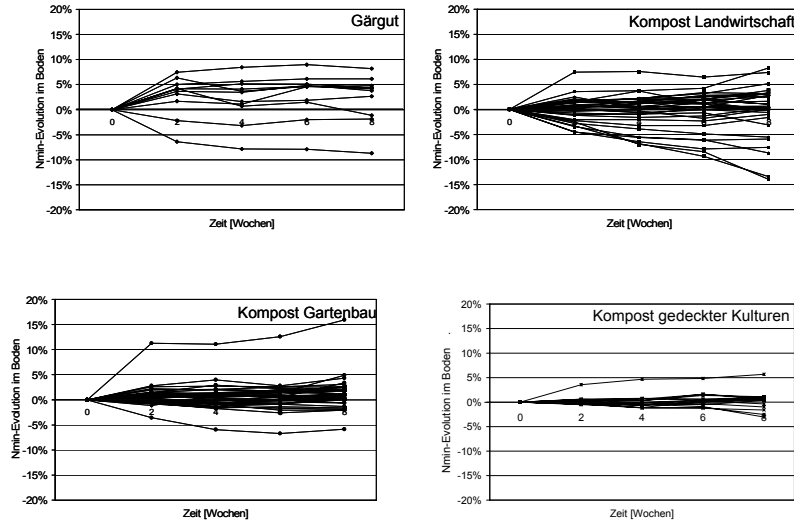 Gärgut
20%
15%
10%
5%
0%
-5%
-10%
-15%
-20%
0 2 4 6 8
Nmin-Evolution im Boden
Zeit [Wochen]
Kompost Landwirtschaft
20%
15%
10%
5%
0%
-5%
-10%
-15%
-20%
0 8
Nmin-Evolution im Boden
Zeit [Wochen]
Kompost Gartenbau
20%
15%
10%
5%
0%
-5%
-10%
-15%
-20%
0 2 4 6 8
Nmin-Evolution im Boden
Zeit [Wochen]
Kompost gedeckter Kulturen
20%
15%
10%
5%
0%
-5%
-10%
-15%
-20%
0 2 4 6 8
Nmin-Evolution im Boden
Zeit [Wochen]